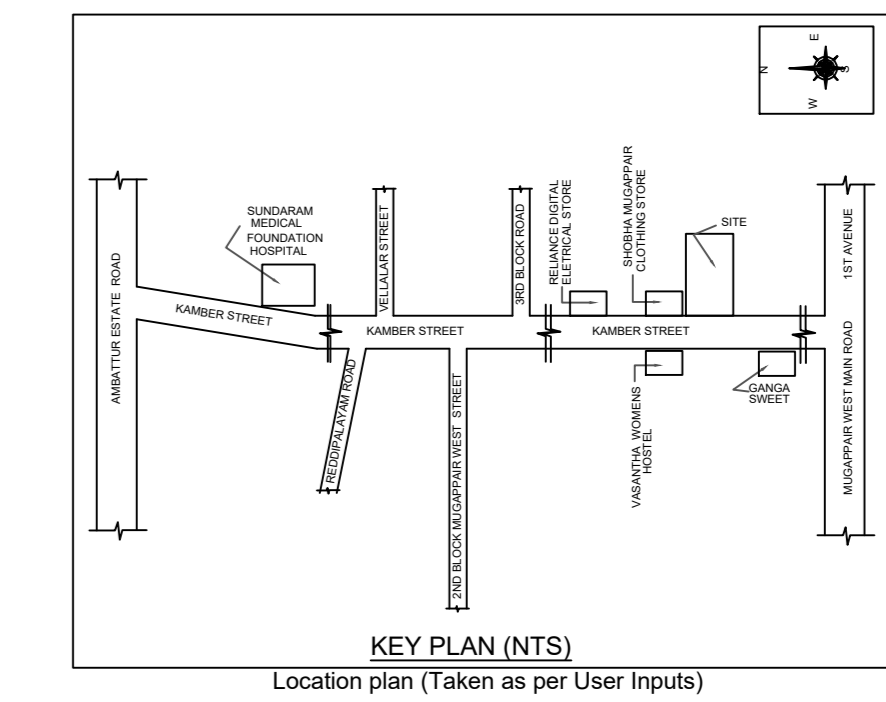 E
N
S
W
SUNDARAM
MEDICAL
FOUNDATION
HOSPITAL
AMBATTUR ESTATE ROAD
KAMBER STREET
VELLALAR STREET
KAMBER STREET
REDDIPALAYAM ROAD
2ND BLOCK MUGAPPAIR WEST STREET
3RD BLOCK ROAD
RELIANCE DIGITAL
ELETRICAL STORE
SHOBHA MUGAPPAIR
CLOTHING STORE
SITE
KAMBER STREET
VASANTHA WOMENS
HOSTEL
GANGA
SWEET
1ST AVENUE
MUGAPPAIR WEST MAIN ROAD
KEY PLAN (NTS)
Location plan (Taken as per User Inputs)